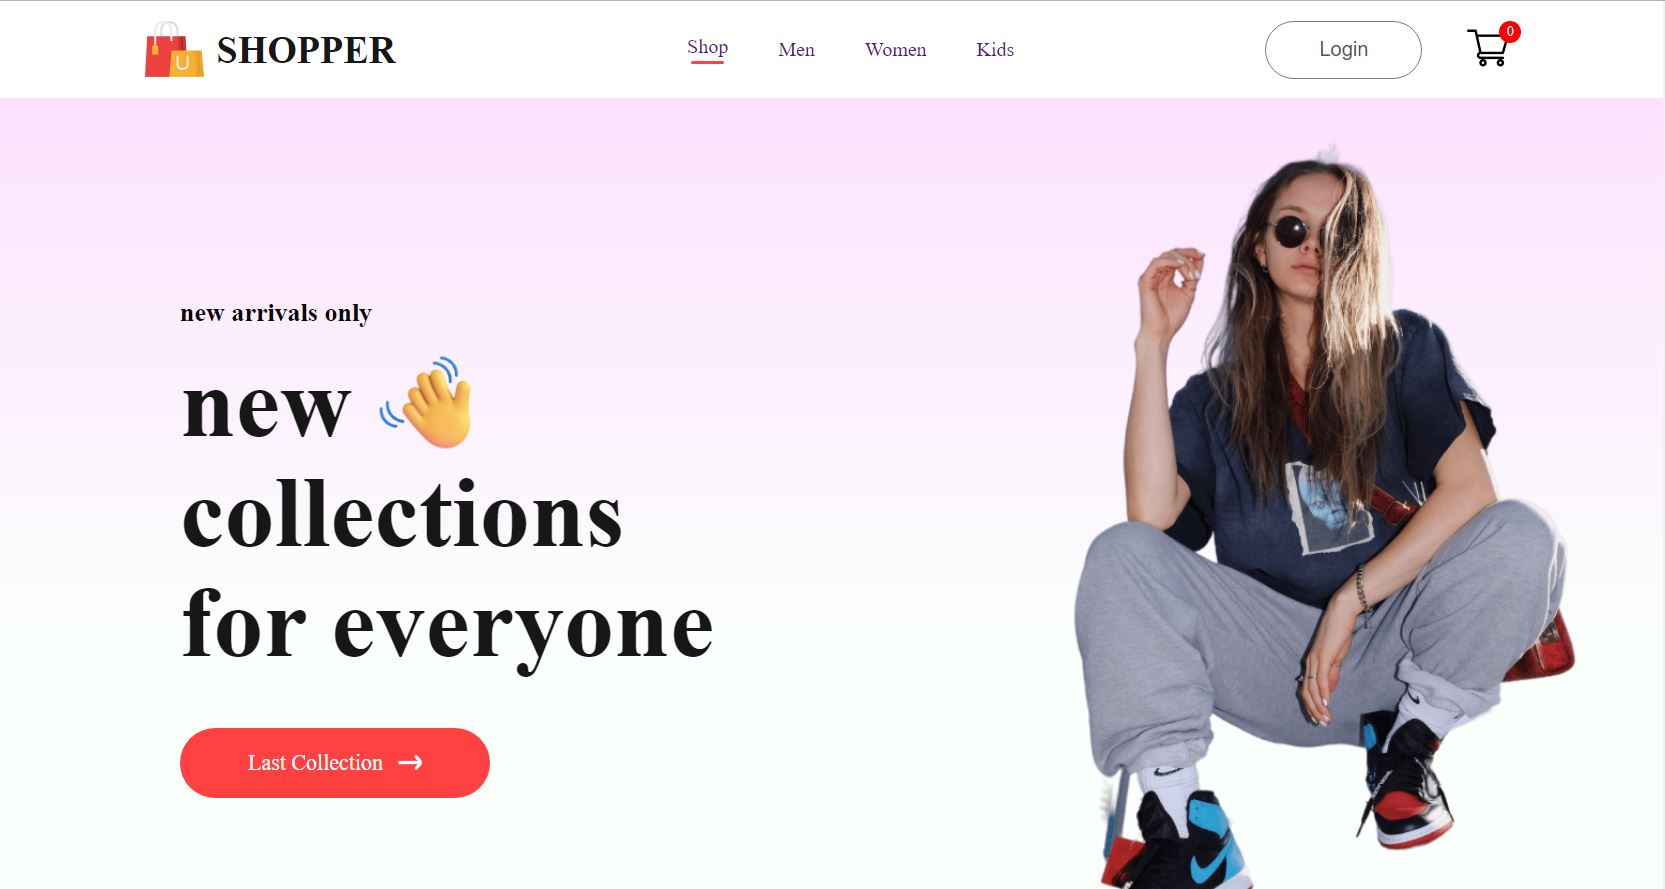 SHOPPER
Shop
Men
Women
Kids
Login
0
new arrivals only
new 👋
collections
for everyone
Last Collection →